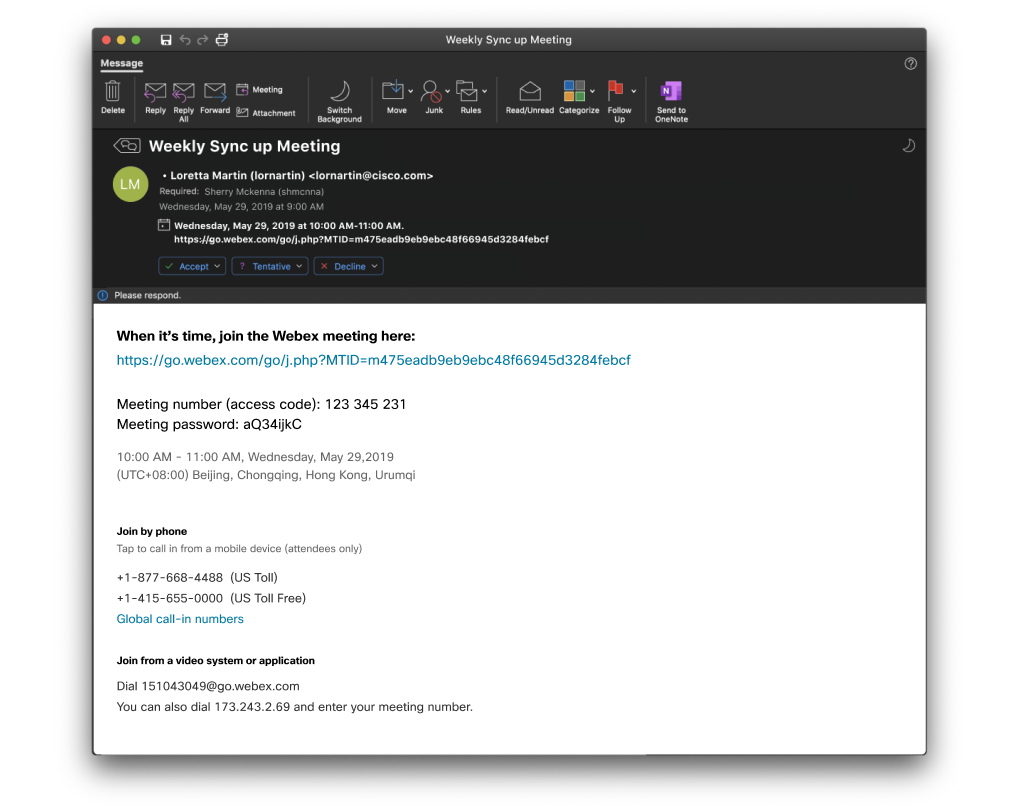 Weekly Sync up Meeting
Message
Delete
Reply
Reply All
Forward
Meeting
Attachment
Switch Background
Move
Junk
Rules
Read/Unread
Categorize
Follow Up
Send to OneNote
Weekly Sync up Meeting
LM
• Loretta Martin (lornartin) <lornartin@cisco.com>
Required: Sherry Mckenna (shmcnna)
Wednesday, May 29, 2019 at 9:00 AM
Wednesday, May 29, 2019 at 10:00 AM-11:00 AM.
https://go.webex.com/go/j.php?MTID=m475eadb9eb9ebc48f66945d3284febcf
Accept
? Tentative
Decline
Please respond.
When it's time, join the Webex meeting here:
https://go.webex.com/go/j.php?MTID=m475eadb9eb9ebc48f66945d3284febcf
Meeting number (access code): 123 345 231
Meeting password: aQ34ijkC
10:00 AM - 11:00 AM, Wednesday, May 29,2019
(UTC+08:00) Beijing, Chongqing, Hong Kong, Urumqi
Join by phone
Tap to call in from a mobile device (attendees only)
+1-877-668-4488 (US Toll)
+1-415-655-0000 (US Toll Free)
Global call-in numbers
Join from a video system or application
Dial 151043049@go.webex.com
You can also dial 173.243.2.69 and enter your meeting number.